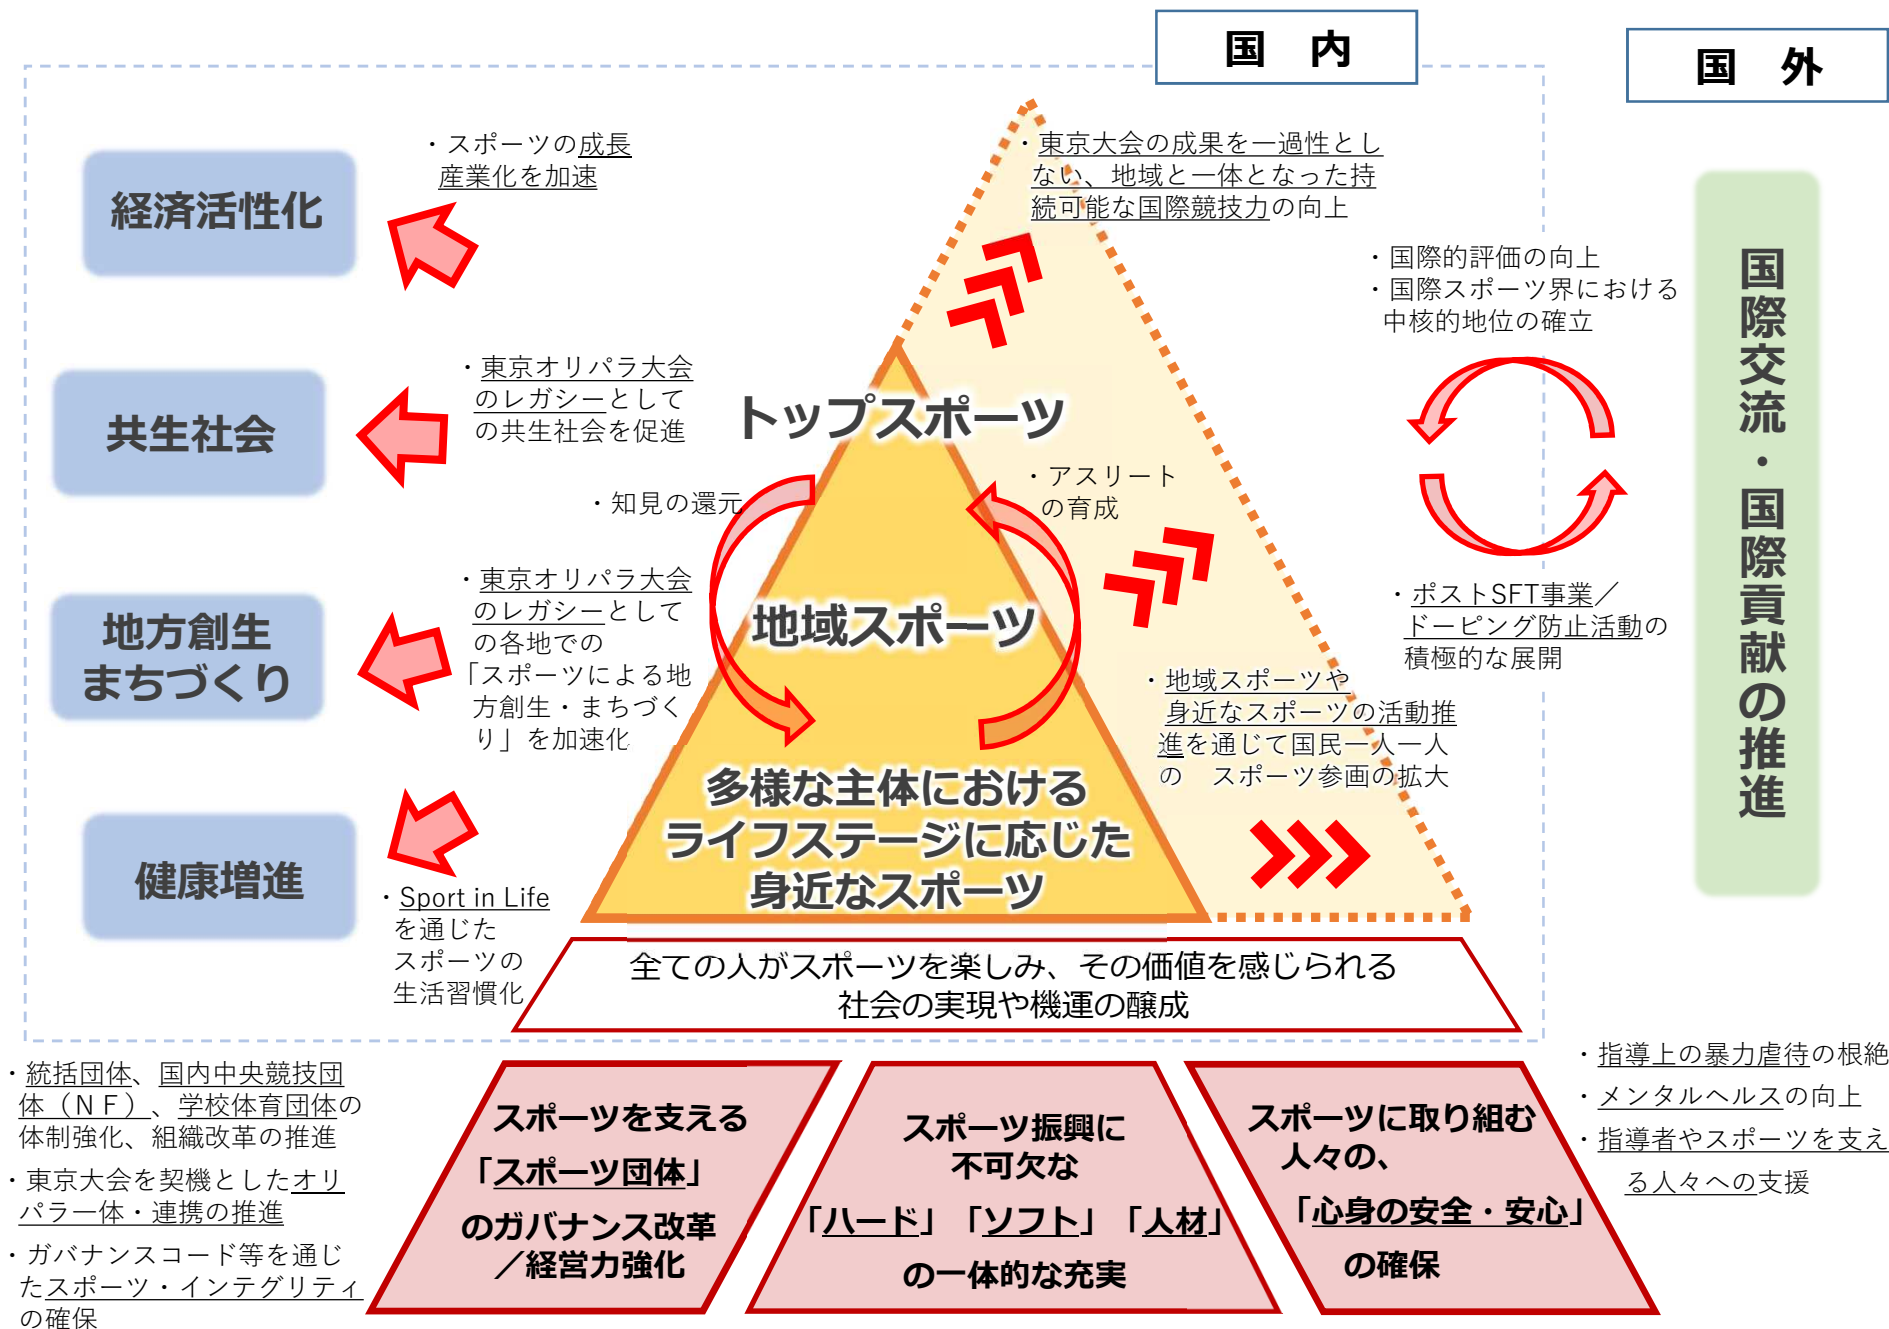 国　内
国　外
経済活性化
・スポーツの成長
産業化を加速
・東京大会の成果を一過性とし
ない、地域と一体となった持
続可能な国際競技力の向上
・国際的評価の向上
・国際スポーツ界における
中核的地位の確立
共生社会
・東京オリパラ大会
のレガシーとして
の共生社会を促進
トップスポーツ
・知見の還元
・アスリート
の育成
地方創生
まちづくり
・東京オリパラ大会
のレガシーとして
の各地での
「スポーツによる地
方創生・まちづく
り」を加速化
地域スポーツ
・ポストSFT事業／
ドーピング防止活動の
積極的な展開
・地域スポーツや
身近なスポーツの活動推
進を通じて国民一人一人
の　スポーツ参画の拡大
国際交流・国際貢献の推進
健康増進
・Sport in Life
を通じた
スポーツの
生活習慣化
多様な主体における
ライフステージに応じた
身近なスポーツ
全ての人がスポーツを楽しみ、その価値を感じられる
社会の実現や機運の醸成
・統括団体、国内中央競技団
体（ＮＦ）、学校体育団体の
体制強化、組織改革の推進
・東京大会を契機としたオリ
パラ一体・連携の推進
・ガバナンスコード等を通じ
たスポーツ・インテグリティ
の確保
スポーツを支える
「スポーツ団体」
のガバナンス改革
／経営力強化
スポーツ振興に
不可欠な
「ハード」「ソフト」「人材」
の一体的な充実
スポーツに取り組む
人々の、
「心身の安全・安心」
の確保
・指導上の暴力虐待の根絶
・メンタルヘルスの向上
・指導者やスポーツを支え
る人々への支援